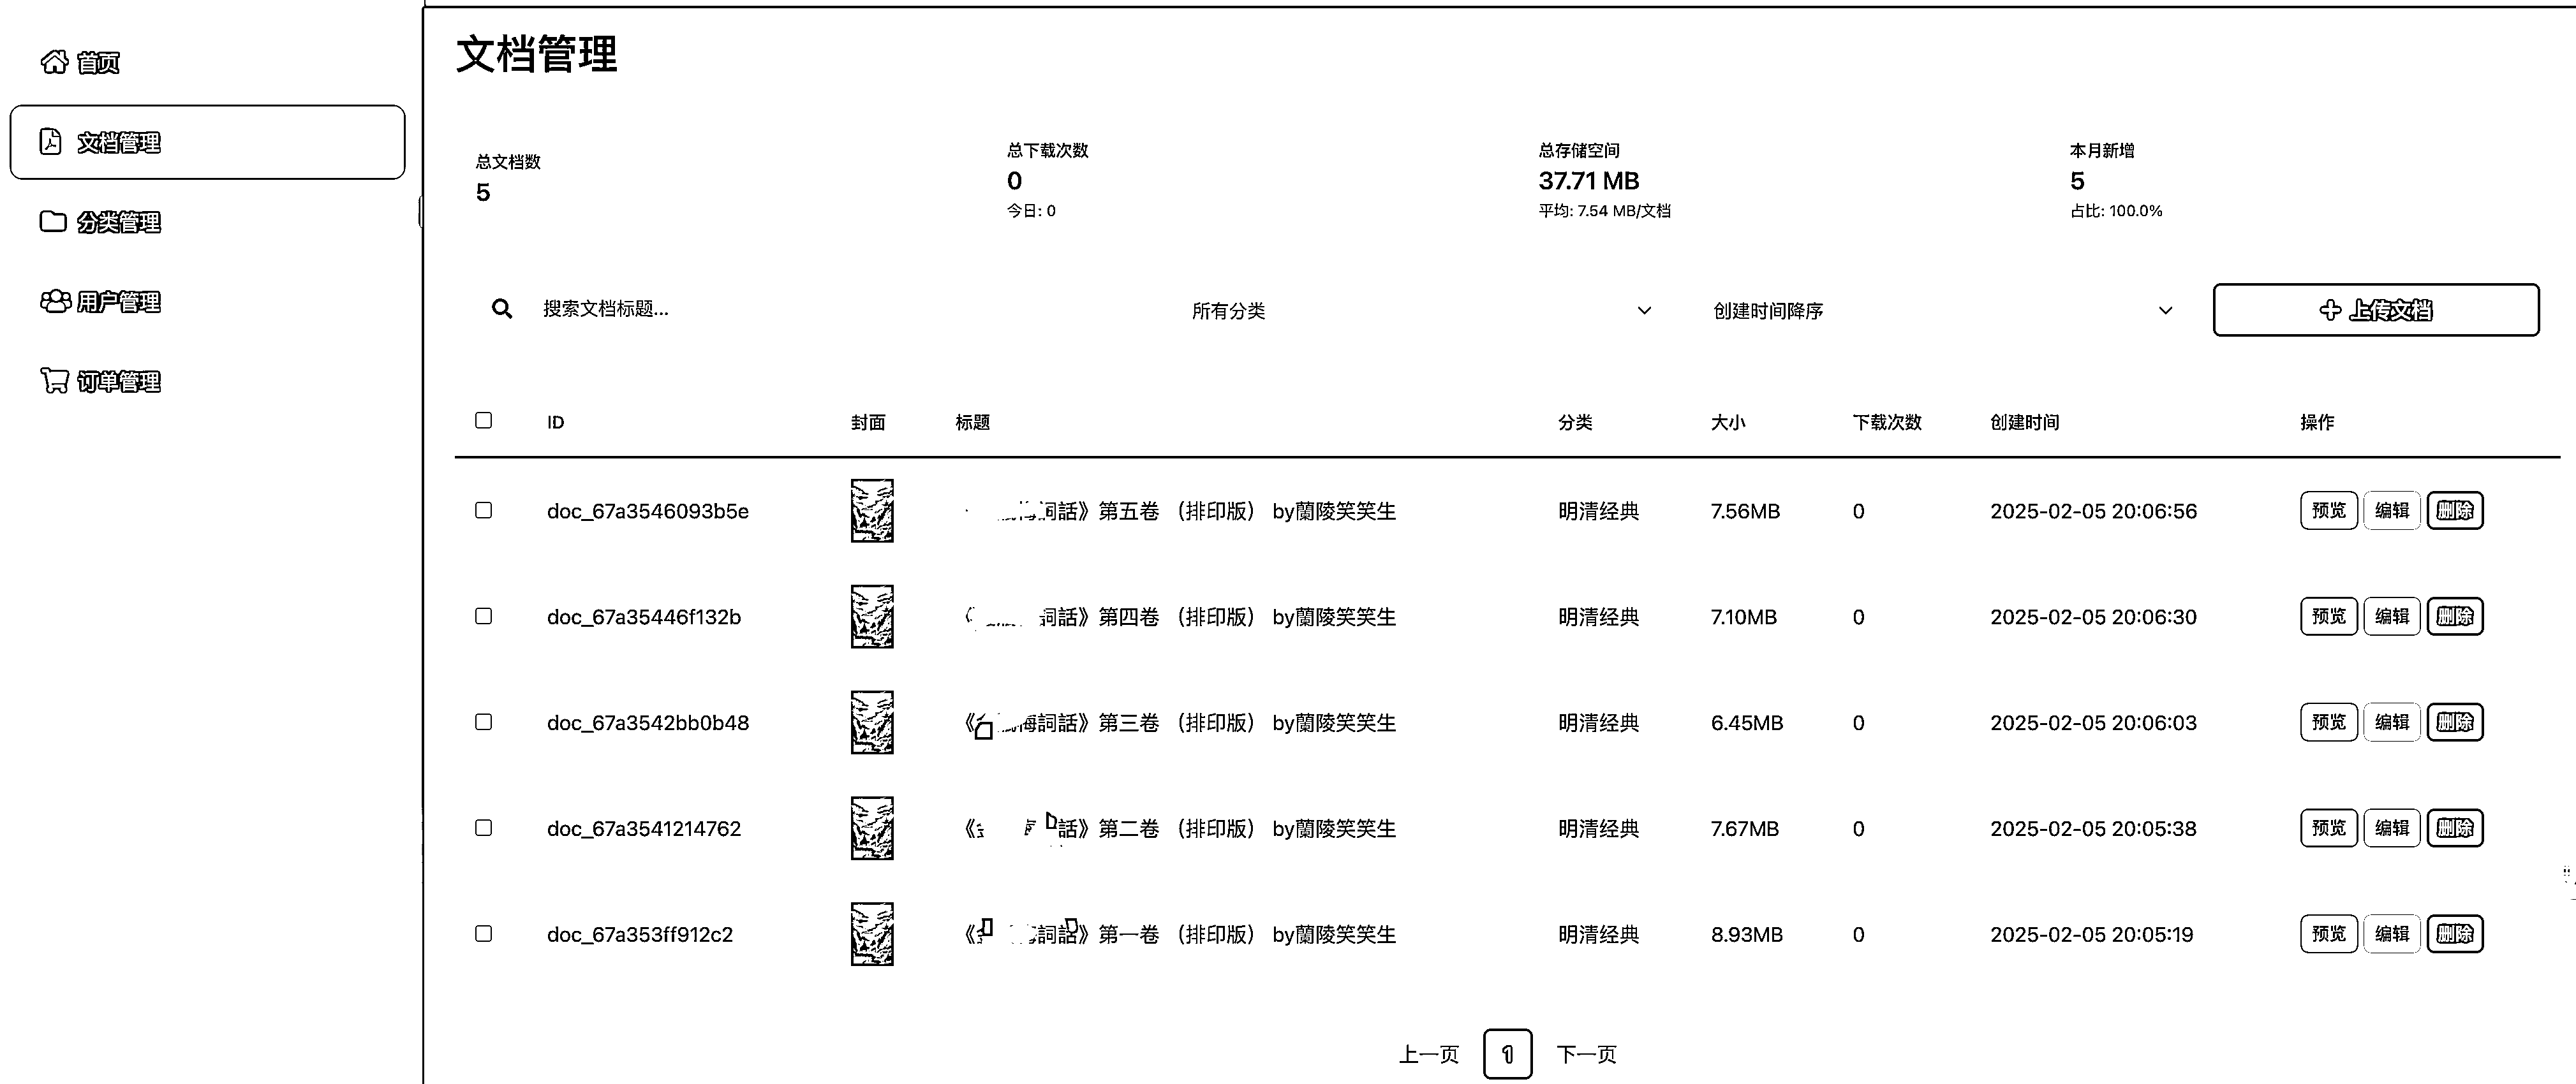 首页
文档管理
分类管理
用户管理
订单管理
文档管理
总文档数
5
总下载次数
0
今日: 0
总存储空间
37.71 MB
平均: 7.54 MB/文档
本月新增
5
占比: 100.0%
搜索文档标题... 所有分类 创建时间降序 上传文档
ID 封面 标题 分类 大小 下载次数 创建时间 操作
doc_67a3546093b5e 話》第五卷 （排印版） by蘭陵笑笑生 明清经典 7.56MB 0 2025-02-05 20:06:56 预览 编辑 删除
doc_67a35446f132b 詞話》第四卷 （排印版） by蘭陵笑笑生 明清经典 7.10MB 0 2025-02-05 20:06:30 预览 编辑 删除
doc_67a3542bb0b48 《 詞話》第三卷 （排印版） by蘭陵笑笑生 明清经典 6.45MB 0 2025-02-05 20:06:03 预览 编辑 删除
doc_67a3541214762 《 話》第二卷 （排印版） by蘭陵笑笑生 明清经典 7.67MB 0 2025-02-05 20:05:38 预览 编辑 删除
doc_67a353ff912c2 《 詞話》第一卷 （排印版） by蘭陵笑笑生 明清经典 8.93MB 0 2025-02-05 20:05:19 预览 编辑 删除
上一页 1 下一页